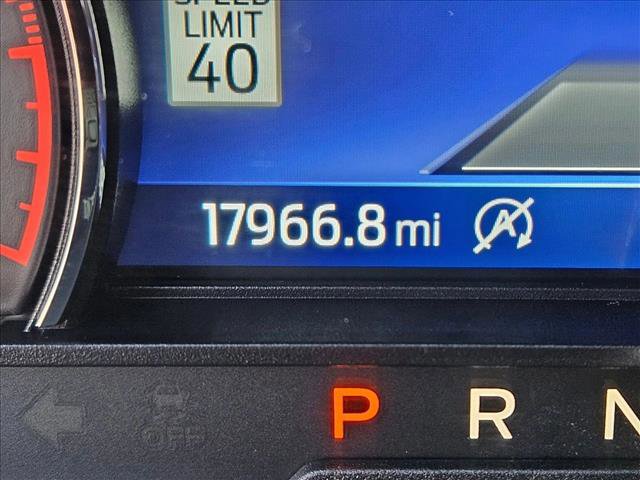 SPEED
LIMIT
40
17966.8 mi A
OFF
P R N